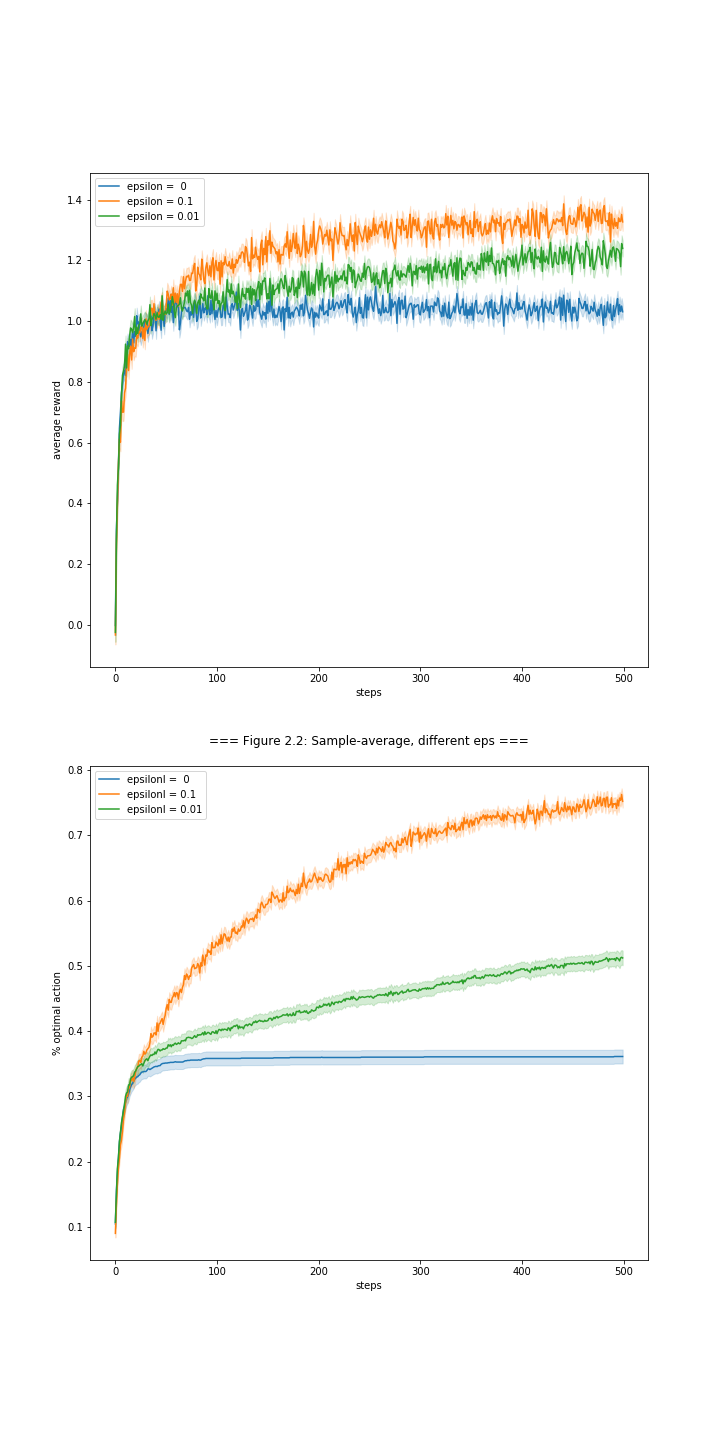 epsilon =  0
epsilon = 0.1
epsilon = 0.01
1.4
1.2
1.0
0.8
0.6
0.4
0.2
0.0
average reward
0 100 200 300 400 500
steps
=== Figure 2.2: Sample-average, different eps ===
epsilonl =  0
epsilonl = 0.1
epsilonl = 0.01
0.8
0.7
0.6
0.5
0.4
0.3
0.2
0.1
% optimal action
0 100 200 300 400 500
steps